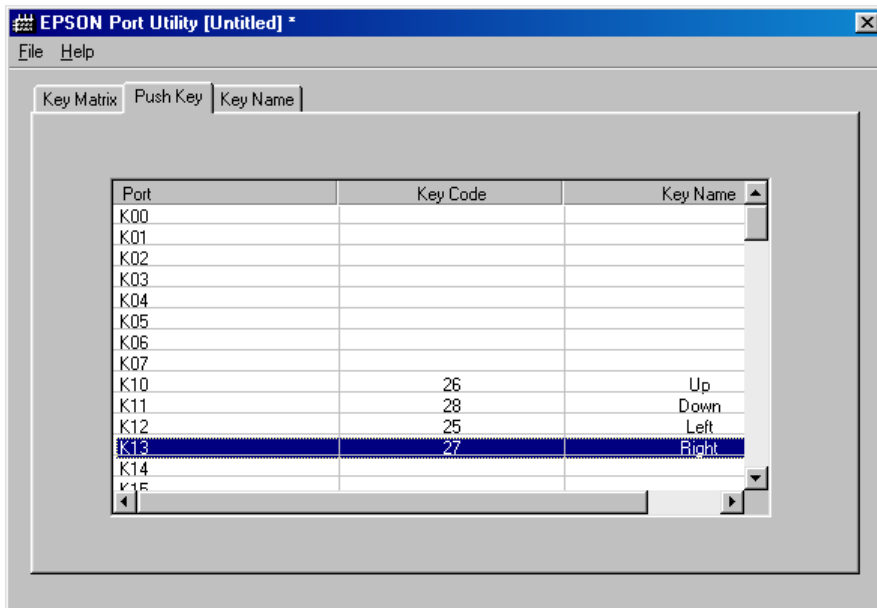 EPSON Port Utility [Untitled] *
File Help
Key Matrix Push Key Key Name
Port Key Code Key Name
K00
K01
K02
K03
K04
K05
K06
K07
K10 26 Up
K11 28 Down
K12 25 Left
K13 27 Right
K14
K15